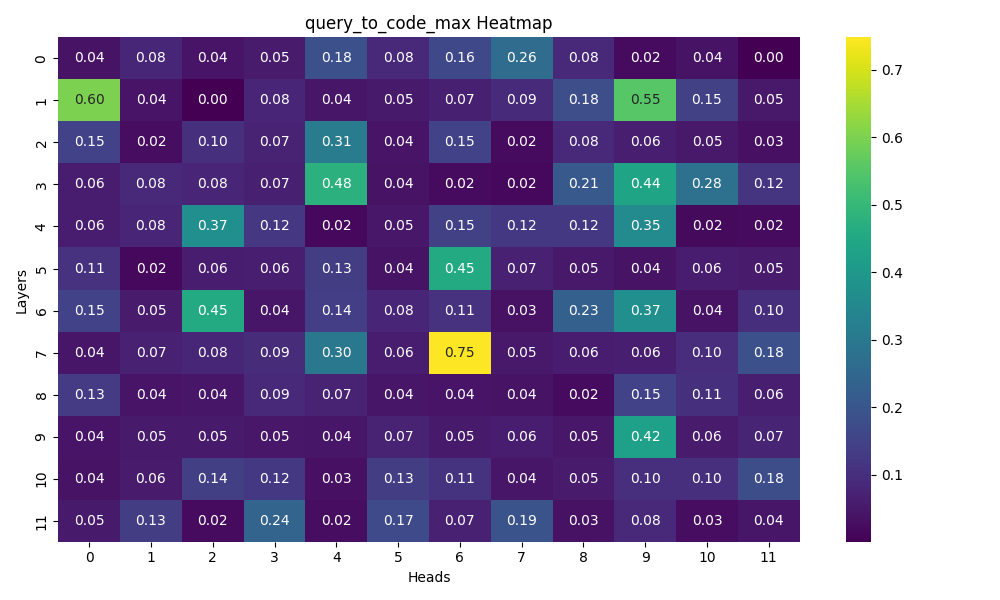 query_to_code_max Heatmap
0 0.04 0.08 0.04 0.05 0.18 0.08 0.16 0.26 0.08 0.02 0.04 0.00
1 0.60 0.04 0.00 0.08 0.04 0.05 0.07 0.09 0.18 0.55 0.15 0.05
2 0.15 0.02 0.10 0.07 0.31 0.04 0.15 0.02 0.08 0.06 0.05 0.03
3 0.06 0.08 0.08 0.07 0.48 0.04 0.02 0.02 0.21 0.44 0.28 0.12
4 0.06 0.08 0.37 0.12 0.02 0.05 0.15 0.12 0.12 0.35 0.02 0.02
5 0.11 0.02 0.06 0.06 0.13 0.04 0.45 0.07 0.05 0.04 0.06 0.05
6 0.15 0.05 0.45 0.04 0.14 0.08 0.11 0.03 0.23 0.37 0.04 0.10
7 0.04 0.07 0.08 0.09 0.30 0.06 0.75 0.05 0.06 0.06 0.10 0.18
8 0.13 0.04 0.04 0.09 0.07 0.04 0.04 0.04 0.02 0.15 0.11 0.06
9 0.04 0.05 0.05 0.05 0.04 0.07 0.05 0.06 0.05 0.42 0.06 0.07
10 0.04 0.06 0.14 0.12 0.03 0.13 0.11 0.04 0.05 0.10 0.10 0.18
11 0.05 0.13 0.02 0.24 0.02 0.17 0.07 0.19 0.03 0.08 0.03 0.04
0 1 2 3 4 5 6 7 8 9 10 11
Heads
Layers
0.7
0.6
0.5
0.4
0.3
0.2
0.1